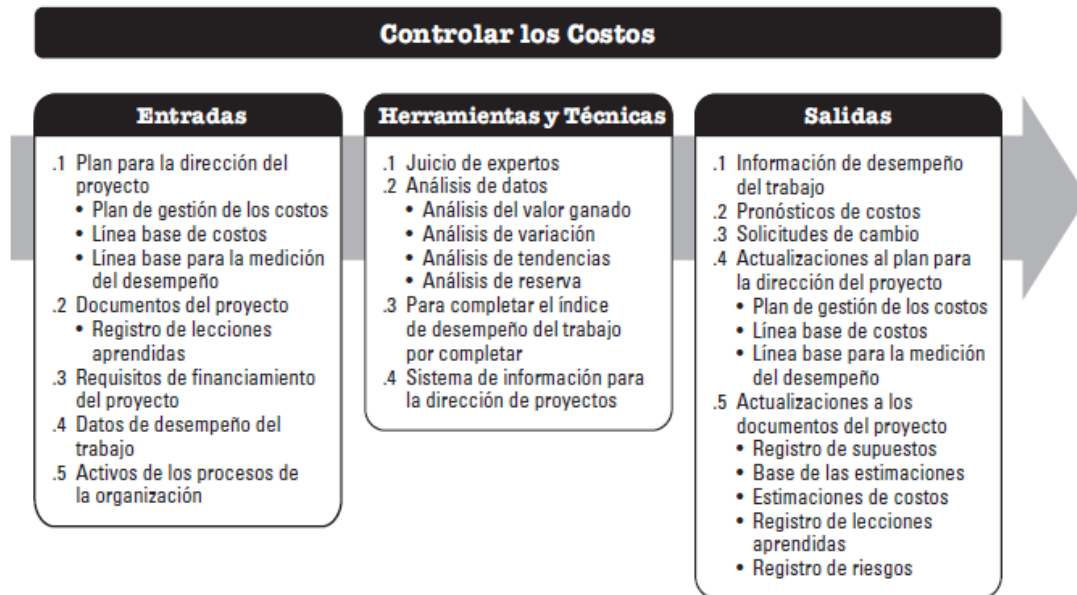 Controlar los Costos
Entradas
.1 Plan para la dirección del
proyecto
• Plan de gestión de los costos
• Línea base de costos
• Línea base para la medición
del desempeño
.2 Documentos del proyecto
• Registro de lecciones
aprendidas
.3 Requisitos de financiamiento
del proyecto
.4 Datos de desempeño del
trabajo
.5 Activos de los procesos de
la organización
Herramientas y Técnicas
.1 Juicio de expertos
.2 Análisis de datos
• Análisis del valor ganado
• Análisis de variación
• Análisis de tendencias
• Análisis de reserva
.3 Para completar el índice
de desempeño del trabajo
por completar
.4 Sistema de información para
la dirección de proyectos
Salidas
.1 Información de desempeño
del trabajo
.2 Pronósticos de costos
.3 Solicitudes de cambio
.4 Actualizaciones al plan para
la dirección del proyecto
• Plan de gestión de los costos
• Línea base de costos
• Línea base para la medición
del desempeño
.5 Actualizaciones a los
documentos del proyecto
• Registro de supuestos
• Base de las estimaciones
• Estimaciones de costos
• Registro de lecciones
aprendidas
• Registro de riesgos